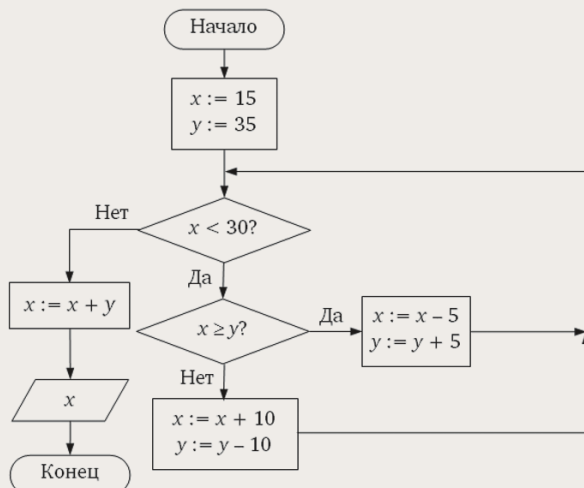 Начало
x := 15
y := 35
Нет
x < 30?
Да
x := x + y
x ≥ y?
Да
x := x – 5
y := y + 5
Нет
x
x := x + 10
y := y – 10
Конец